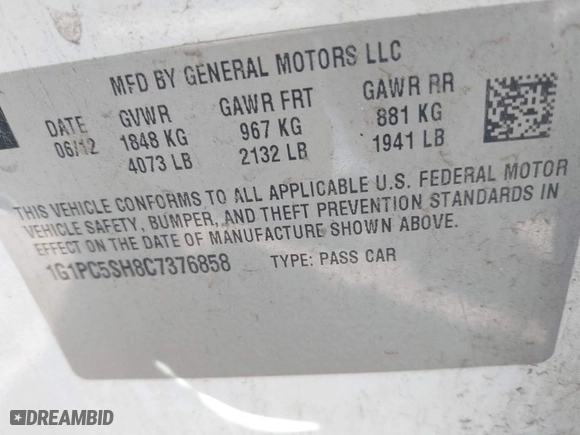 MFD BY GENERAL MOTORS LLC
DATE GVWR GAWR FRT GAWR RR
06/12 1848 KG 967 KG 881 KG
4073 LB 2132 LB 1941 LB
THIS VEHICLE CONFORMS TO ALL APPLICABLE U.S. FEDERAL MOTOR
VEHICLE SAFETY, BUMPER, AND THEFT PREVENTION STANDARDS IN
EFFECT ON THE DATE OF MANUFACTURE SHOWN ABOVE.
1G1PC5SH8C7376858 TYPE: PASS CAR
DREAMBID